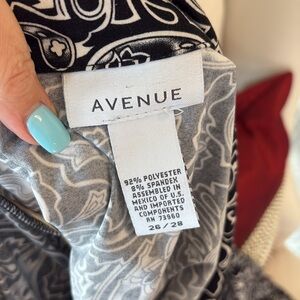 AVENUE
92% POLYESTER
8% SPANDEX
ASSEMBLED IN
MEXICO OF U.S.
AND IMPORTED
COMPONENTS
RN 73860
26/28